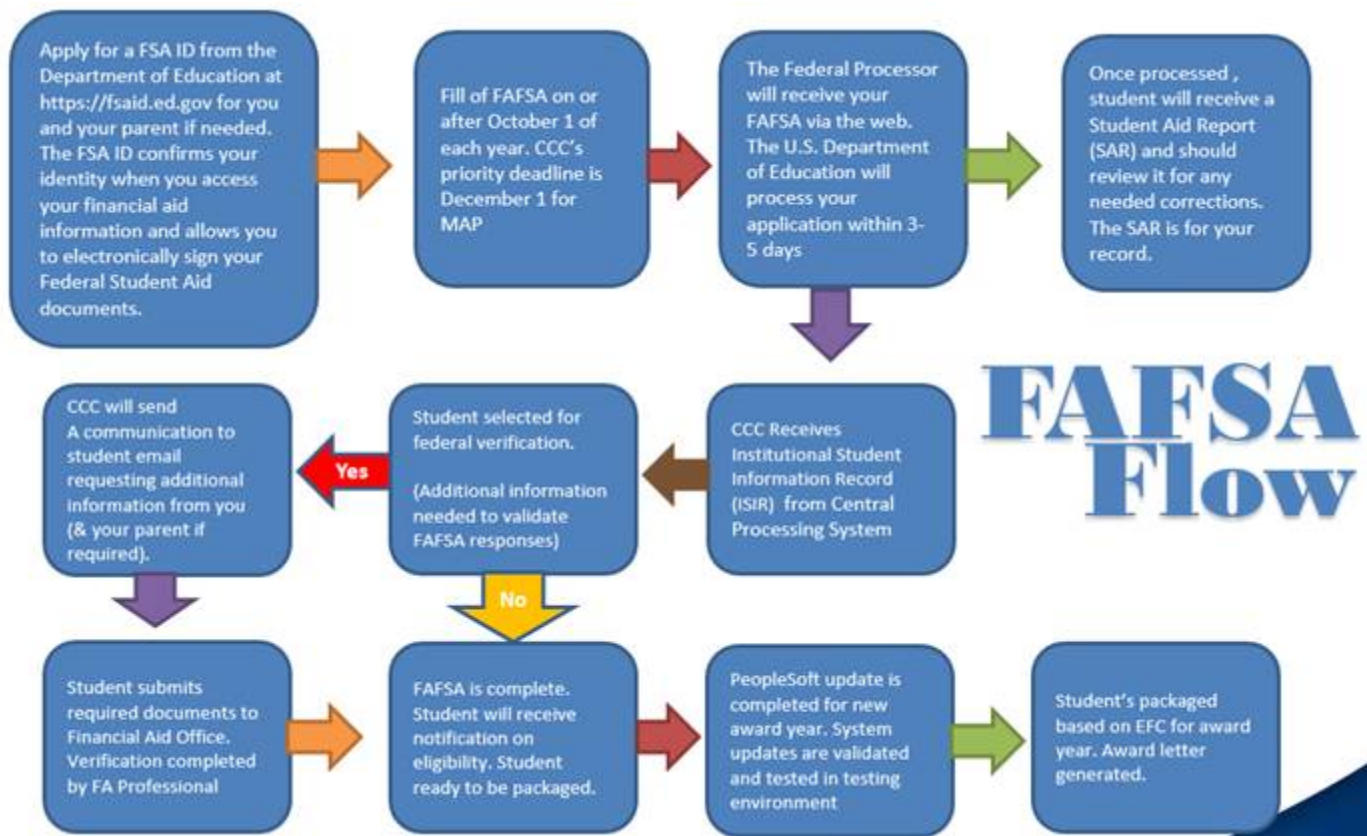 Apply for a FSA ID from the
Department of Education at
https://fsaid.ed.gov for you
and your parent if needed.
The FSA ID confirms your
identity when you access
your financial aid
information and allows you
to electronically sign your
Federal Student Aid
documents.
Fill of FAFSA on or
after October 1 of
each year. CCC's
priority deadline is
December 1 for
MAP
The Federal Processor
will receive your
FAFSA via the web.
The U.S. Department
of Education will
process your
application within 3-
5 days
Once processed ,
student will receive a
Student Aid Report
(SAR) and should
review it for any
needed corrections.
The SAR is for your
record.
FAFSA
Flow
CCC Receives
Institutional Student
Information Record
(ISIR) from Central
Processing System
Student selected for
federal verification.
(Additional information
needed to validate
FAFSA responses)
Yes
CCC will send
A communication to
student email
requesting additional
information from you
(& your parent if
required).
No
Student submits
required documents to
Financial Aid Office.
Verification completed
by FA Professional
FAFSA is complete.
Student will receive
notification on
eligibility. Student
ready to be packaged.
PeopleSoft update is
completed for new
award year. System
updates are validated
and tested in testing
environment
Student's packaged
based on EFC for award
year. Award letter
generated.